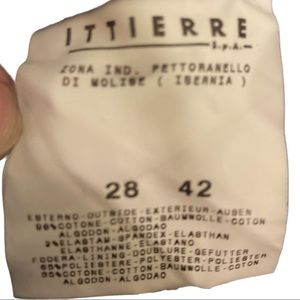 ITTIERRE
S.p.A.
ZONA IND. PETTORANELLO
DI MOLISE ( ISERNIA )
28 42
ESTERNO-OUTSIDE-EXTERIEUR-AUBEN
98%COTONE-COTTON-BAUMWOLLE-COTON
ALGODON-ALGODAO
2%ELASTAM-SPANDEX-ELASTHAN
ELASTHANNE-ELASTANO
FODERA-LINING-DOUBLURE-GEFUTTER
65%POLIESTERE-POLYESTER-POLIESTER
35%COTONE-COTTON-BAUMWOLLE-COTON
ALGODON-ALGODAO